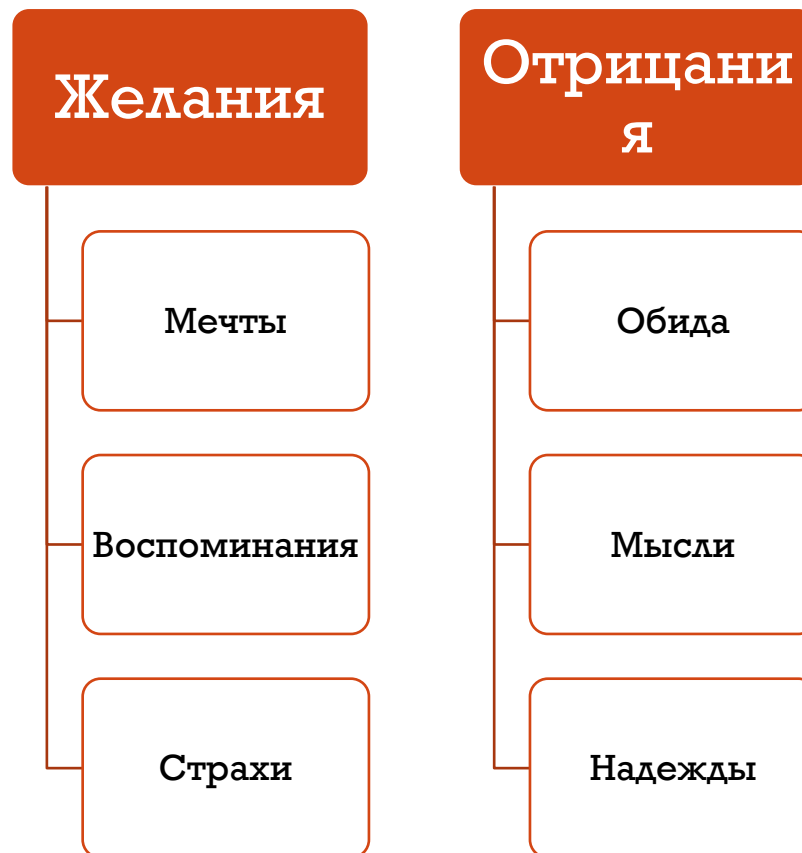 Желания
Мечты
Воспоминания
Страхи
Отрицани
я
Обида
Мысли
Надежды